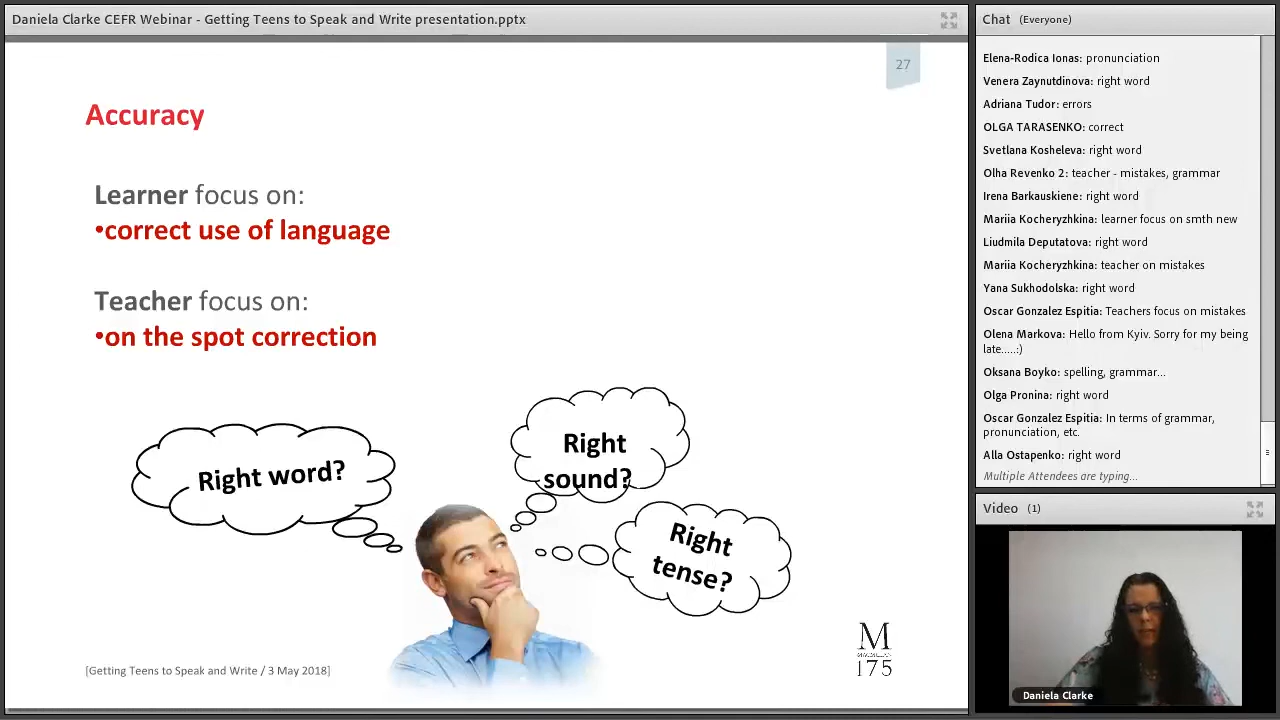 Daniela Clarke CEFR Webinar - Getting Teens to Speak and Write presentation.pptx
27
Accuracy
Learner focus on:
•correct use of language
Teacher focus on:
•on the spot correction
Right word?
Right
sound?
Right
tense?
[Getting Teens to Speak and Write / 3 May 2018]
M
MACMILLAN
175
Chat (Everyone)
Elena-Rodica Ionas: pronunciation
Venera Zaynutdinova: right word
Adriana Tudor: errors
OLGA TARASENKO: correct
Svetlana Kosheleva: right word
Olha Revenko 2: teacher - mistakes, grammar
Irena Barkauskiene: right word
Mariia Kocheryzhkina: learner focus on smth new
Liudmila Deputatova: right word
Mariia Kocheryzhkina: teacher on mistakes
Yana Sukhodolska: right word
Oscar Gonzalez Espitia: Teachers focus on mistakes
Olena Markova: Hello from Kyiv. Sorry for my being
late.....:)
Oksana Boyko: spelling, grammar...
Olga Pronina: right word
Oscar Gonzalez Espitia: In terms of grammar,
pronunciation, etc.
Alla Ostapenko: right word
Multiple Attendees are typing...
Video (1)
Daniela Clarke